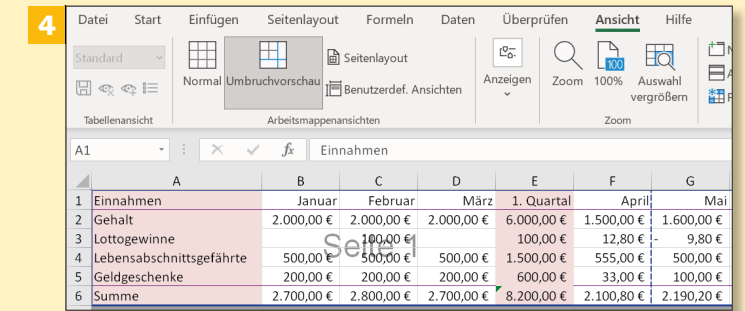 4
Datei Start Einfügen Seitenlayout Formeln Daten Überprüfen Ansicht Hilfe
Standard
Normal Umbruchvorschau
Seitenlayout
Benutzerdef. Ansichten
Anzeigen
Zoom 100% Auswahl vergrößern
100
Tabellenansicht Arbeitsmappenansichten Zoom
A1 fx Einnahmen
A B C D E F G
1 Einnahmen Januar Februar März 1. Quartal April Mai
2 Gehalt 2.000,00 € 2.000,00 € 2.000,00 € 6.000,00 € 1.500,00 € 1.600,00 €
3 Lottogewinne 100,00 € 100,00 € 12,80 € - 9,80 €
4 Lebensabschnittsgefährte 500,00 € 500,00 € 500,00 € 1.500,00 € 555,00 € 500,00 €
5 Geldgeschenke 200,00 € 200,00 € 200,00 € 600,00 € 33,00 € 100,00 €
6 Summe 2.700,00 € 2.800,00 € 2.700,00 € 8.200,00 € 2.100,80 € 2.190,20 €
Seite 1